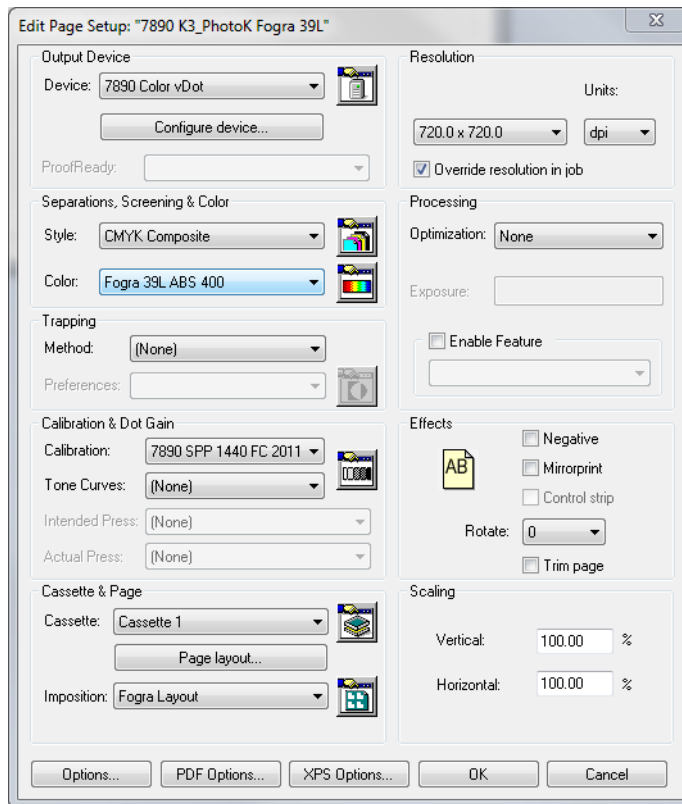 Edit Page Setup: "7890 K3_PhotoK Fogra 39L"
Output Device
Device: 7890 Color vDot
Configure device...
ProofReady:
Resolution
Units:
720.0 x 720.0 dpi
Override resolution in job
Separations, Screening & Color
Style: CMYK Composite
Color: Fogra 39L ABS 400
Processing
Optimization: None
Exposure:
Enable Feature
Trapping
Method: (None)
Preferences:
Calibration & Dot Gain
Calibration: 7890 SPP 1440 FC 2011
Tone Curves: (None)
Intended Press: (None)
Actual Press: (None)
Effects
AB
Negative
Mirrorprint
Control strip
Rotate: 0
Trim page
Cassette & Page
Cassette: Cassette 1
Page layout...
Imposition: Fogra Layout
Scaling
Vertical: 100.00 %
Horizontal: 100.00 %
Options... PDF Options... XPS Options... OK Cancel